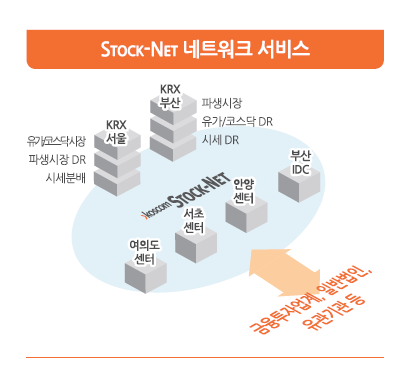 STOCK-NET 네트워크 서비스
KRX
부산
파생시장
유가/코스닥 DR
시세 DR
KRX
서울
유가/코스닥시장
파생시장 DR
시세분배
부산
IDC
koscom STOCK-NET
안양
센터
서초
센터
여의도
센터
금융투자업계, 일반법인,
유관기관 등